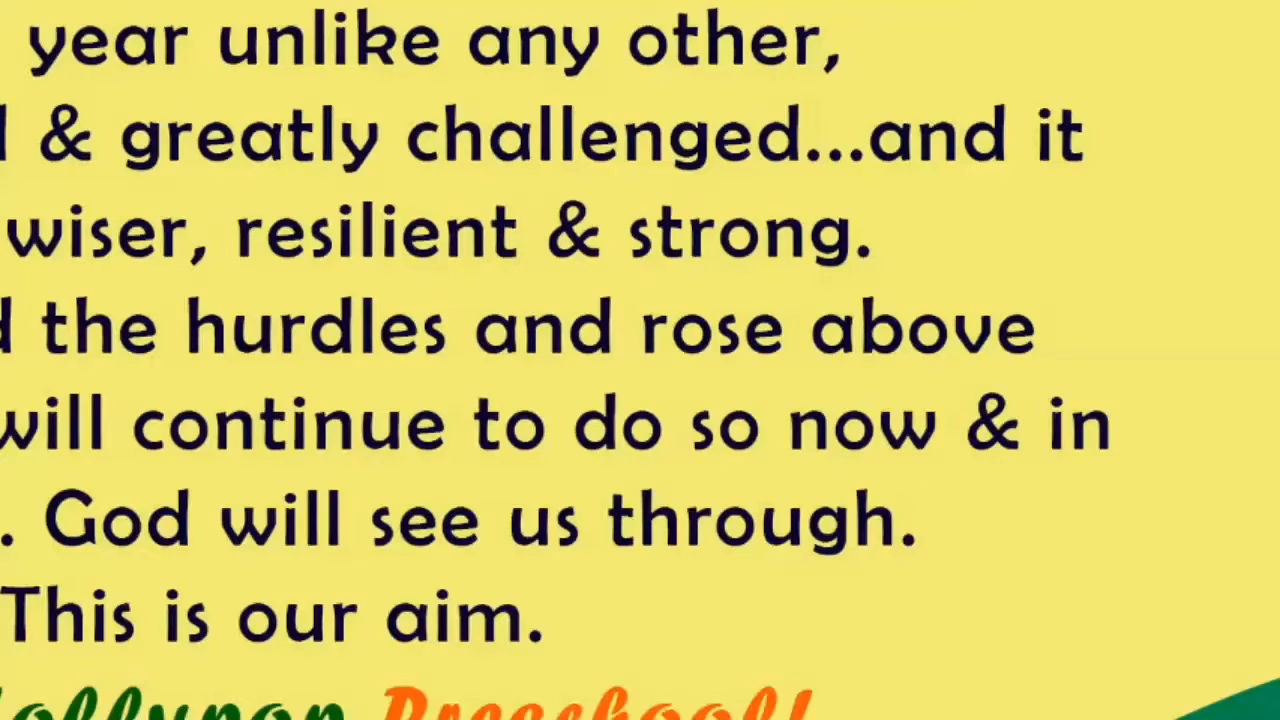 year unlike any other,
& greatly challenged...and it
wiser, resilient & strong.
the hurdles and rose above
will continue to do so now & in
. God will see us through.
This is our aim.
Preschool!